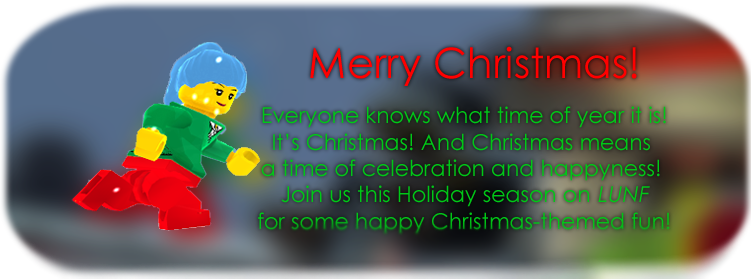 Merry Christmas!
Everyone knows what time of year it is!
It's Christmas! And Christmas means
a time of celebration and happyness!
Join us this Holiday season on LUNF
for some happy Christmas-themed fun!